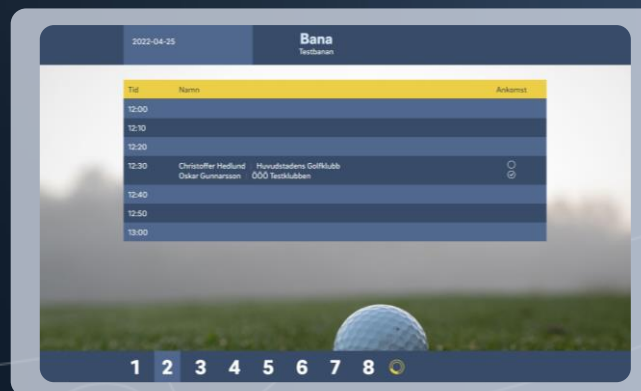 2022-04-25
Bana
Testbanan
Tid Namn Ankomst
12:00
12:10
12:20
12:30 Christoffer Hedlund Huvudstadens Golfklubb
Oskar Gunnarsson ÖÖÖ Testklubben
12:40
12:50
13:00
1 2 3 4 5 6 7 8